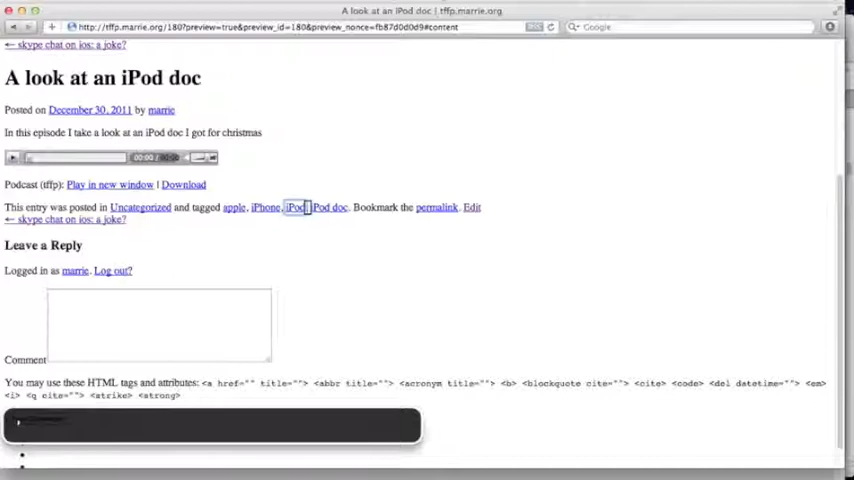 A look at an iPod doc | tffp.marrie.org
http://tffp.marrie.org/180?preview=true&preview_id=180&preview_nonce=fb87d0d0d9#content
Google
← skype chat on ios: a joke?
A look at an iPod doc
Posted on December 30, 2011 by marrie
In this episode I take a look at an iPod doc I got for christmas
00:00 / 00:00
Podcast (tffp): Play in new window | Download
This entry was posted in Uncategorized and tagged apple, iPhone, iPod, iPod doc. Bookmark the permalink. Edit
← skype chat on ios: a joke?
Leave a Reply
Logged in as marrie. Log out?
Comment
You may use these HTML tags and attributes: <a href="" title=""> <abbr title=""> <acronym title=""> <b> <blockquote cite=""> <cite> <code> <del datetime=""> <em>
<i> <q cite=""> <strike> <strong>